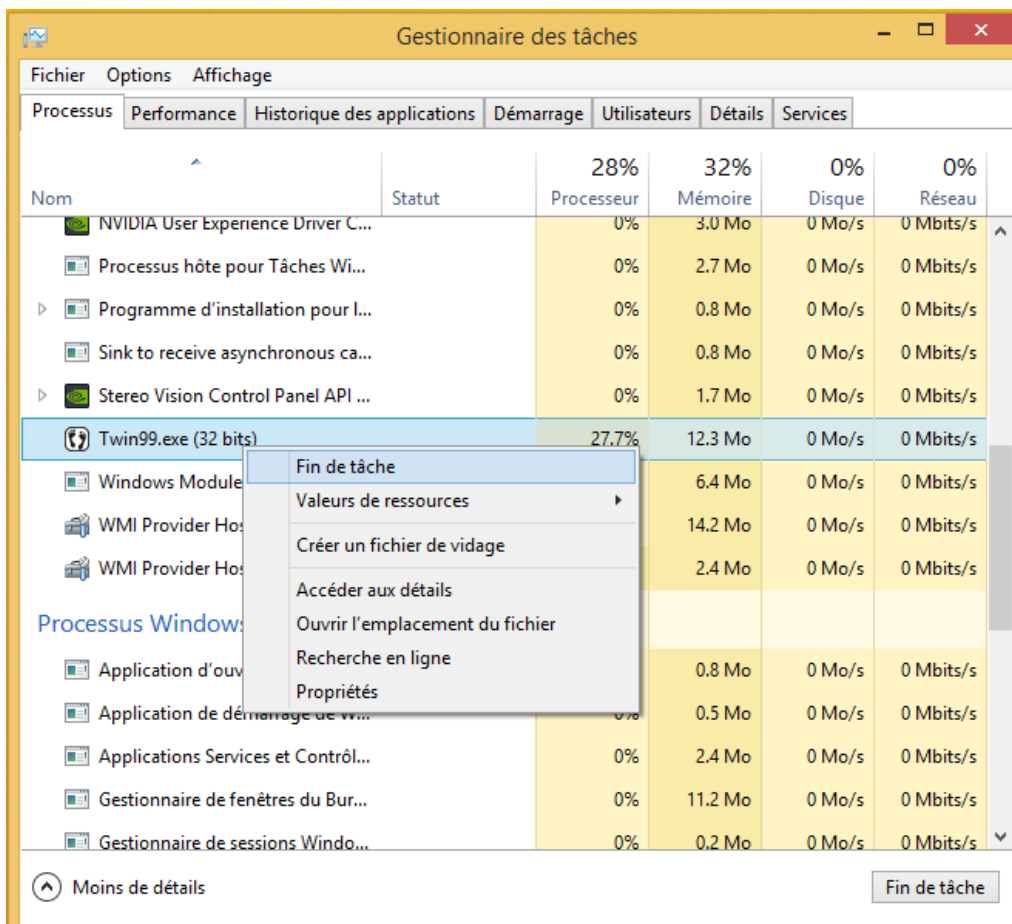 Gestionnaire des tâches
Fichier Options Affichage
Processus Performance Historique des applications Démarrage Utilisateurs Détails Services
28% 32% 0% 0%
Nom Statut Processeur Mémoire Disque Réseau
NVIDIA User Experience Driver C... 0% 3.0 Mo 0 Mo/s 0 Mbits/s
Processus hôte pour Tâches Wi... 0% 2.7 Mo 0 Mo/s 0 Mbits/s
Programme d'installation pour l... 0% 0.8 Mo 0 Mo/s 0 Mbits/s
Sink to receive asynchronous ca... 0% 0.8 Mo 0 Mo/s 0 Mbits/s
Stereo Vision Control Panel API ... 0% 1.7 Mo 0 Mo/s 0 Mbits/s
Twin99.exe (32 bits) 27.7% 12.3 Mo 0 Mo/s 0 Mbits/s
Windows Module 6.4 Mo 0 Mo/s 0 Mbits/s
WMI Provider Hos 14.2 Mo 0 Mo/s 0 Mbits/s
WMI Provider Hos 2.4 Mo 0 Mo/s 0 Mbits/s
Processus Windows
Application d'ouv 0.8 Mo 0 Mo/s 0 Mbits/s
Application de démarrage de W... 0% 0.5 Mo 0 Mo/s 0 Mbits/s
Applications Services et Contrôl... 0% 2.4 Mo 0 Mo/s 0 Mbits/s
Gestionnaire de fenêtres du Bur... 0% 11.2 Mo 0 Mo/s 0 Mbits/s
Gestionnaire de sessions Windo... 0% 0.2 Mo 0 Mo/s 0 Mbits/s
Fin de tâche
Valeurs de ressources
Créer un fichier de vidage
Accéder aux détails
Ouvrir l'emplacement du fichier
Recherche en ligne
Propriétés
Moins de détails Fin de tâche